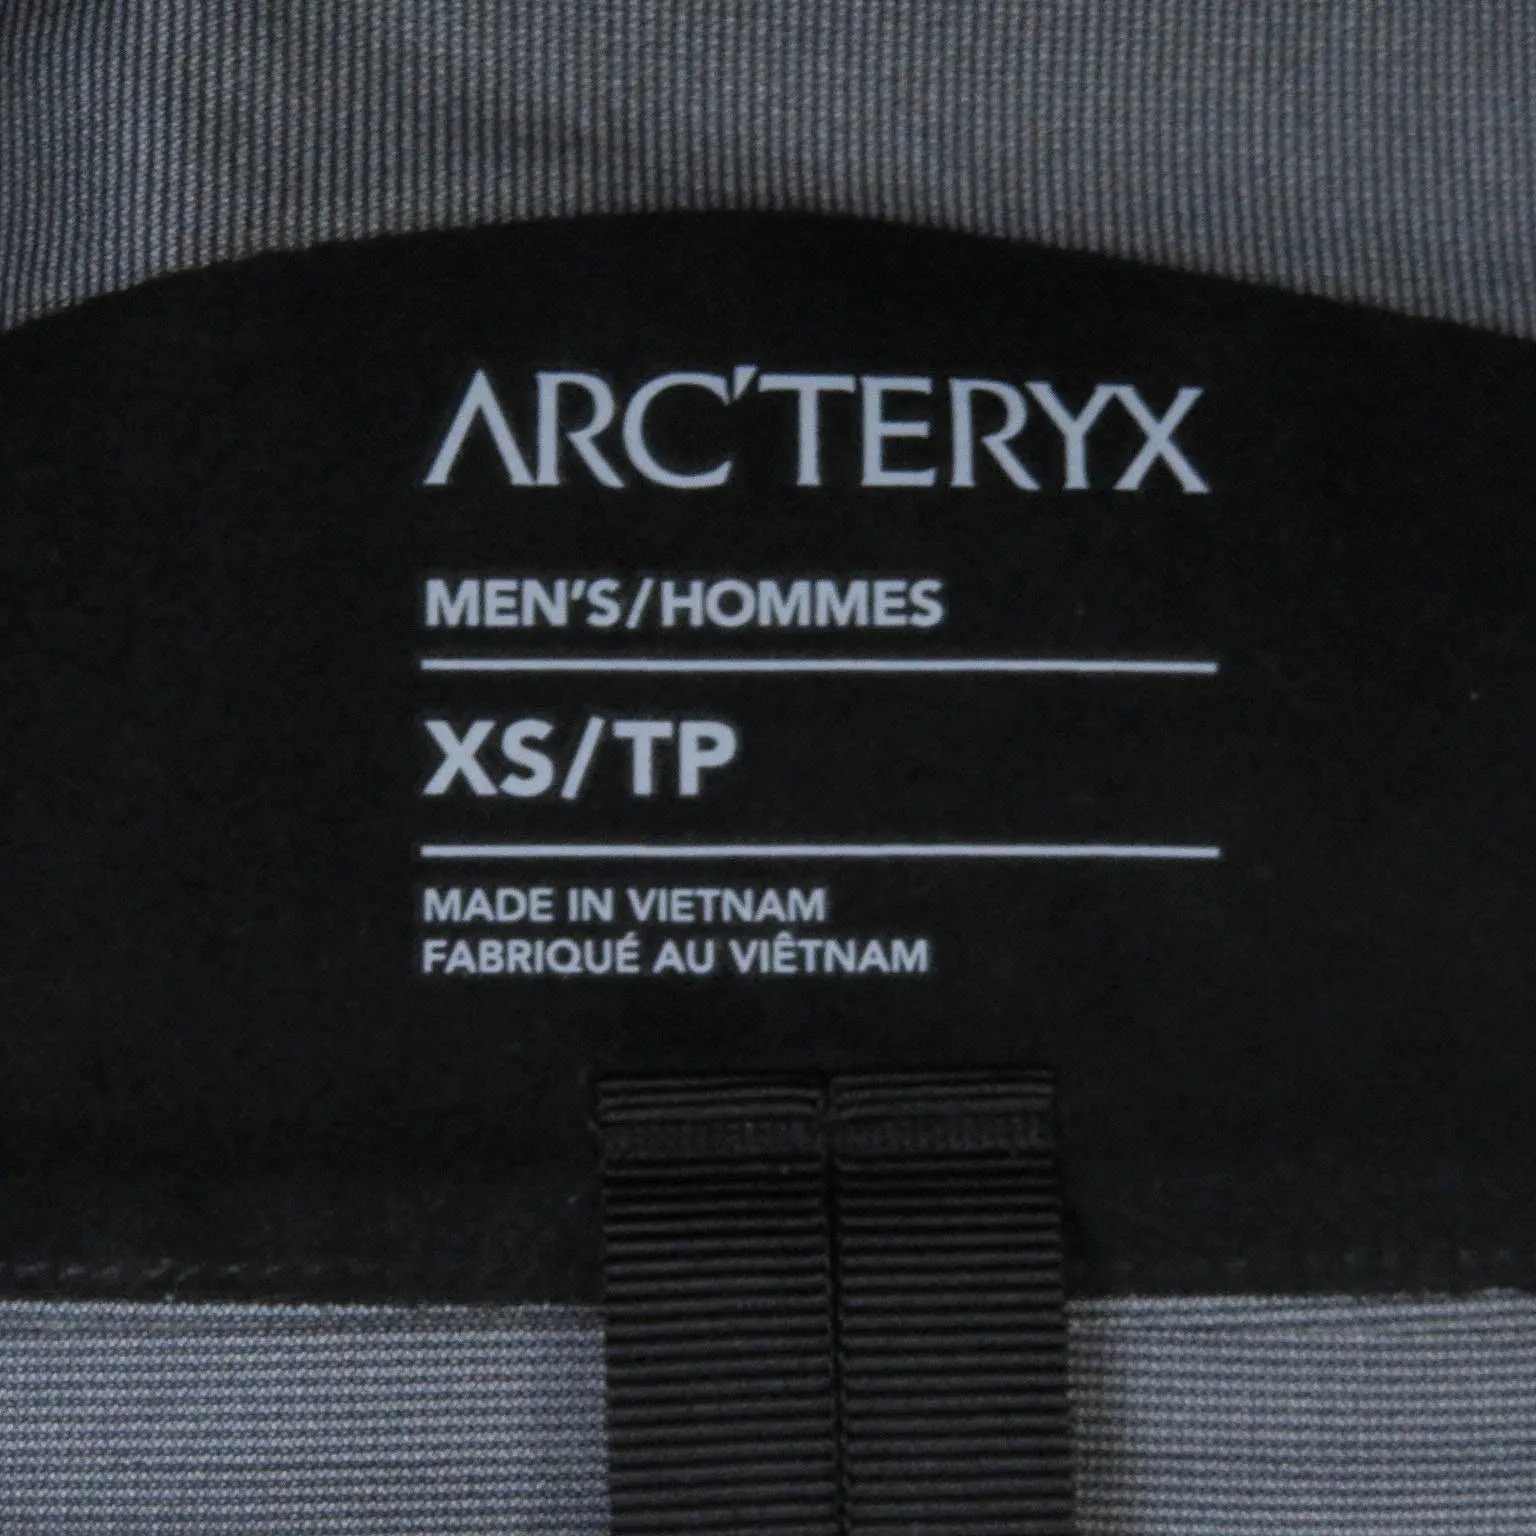 ARC'TERYX
MEN'S/HOMMES
XS/TP
MADE IN VIETNAM
FABRIQUÉ AU VIÊTNAM